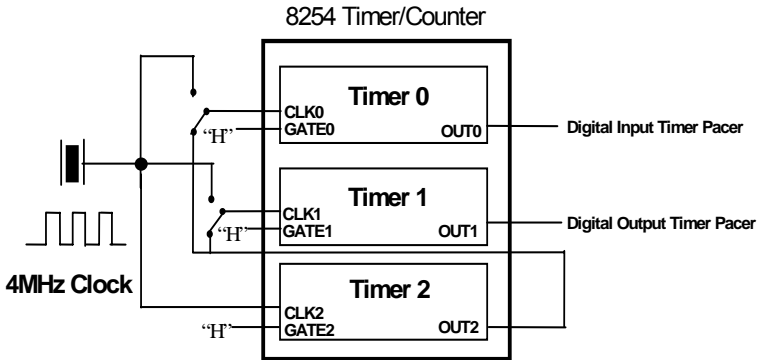 8254 Timer/Counter
Timer 0
CLK0
"H"
GATE0
OUT0
Digital Input Timer Pacer
Timer 1
CLK1
"H"
GATE1
OUT1
Digital Output Timer Pacer
4MHz Clock
Timer 2
CLK2
"H"
GATE2
OUT2